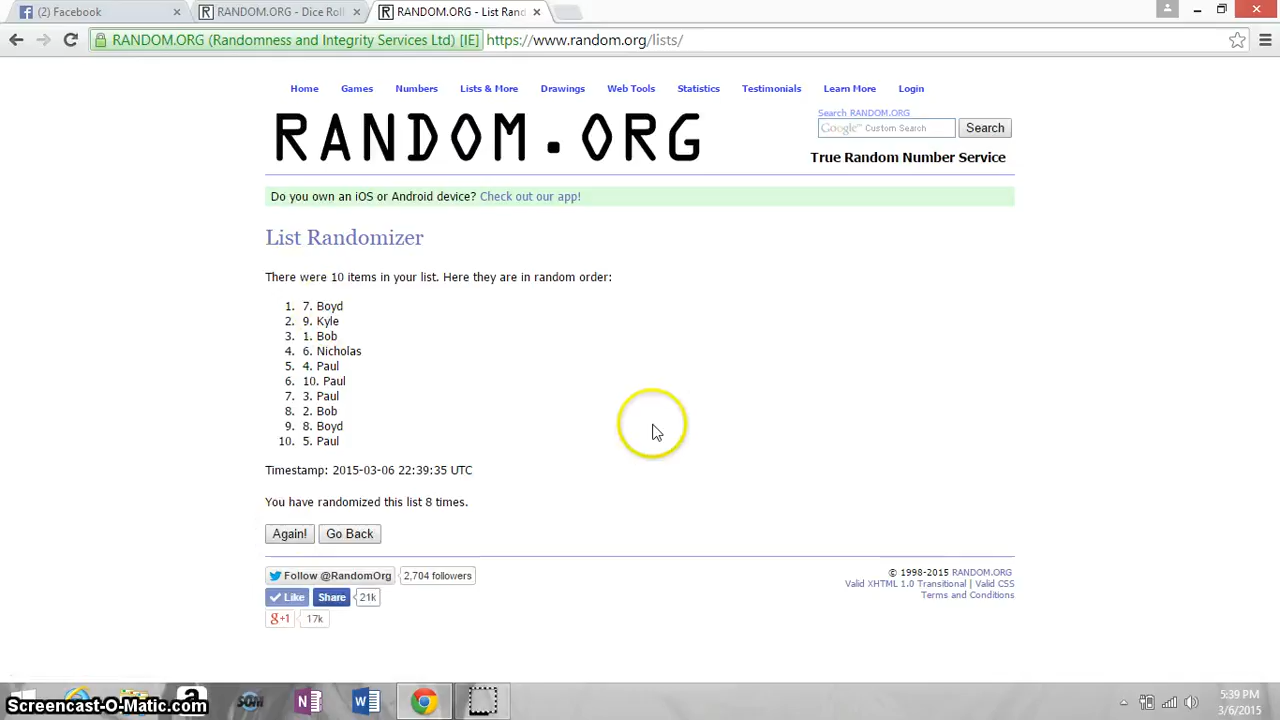 Facebook
RANDOM.ORG - Dice Roll
RANDOM.ORG - List Rand
RANDOM.ORG (Randomness and Integrity Services Ltd) [IE] https://www.random.org/lists/
Home Games Numbers Lists & More Drawings Web Tools Statistics Testimonials Learn More Login
RANDOM.ORG
Search RANDOM.ORG
Google™ Custom Search Search
True Random Number Service
Do you own an iOS or Android device? Check out our app!
List Randomizer
There were 10 items in your list. Here they are in random order:
1. 7. Boyd
2. 9. Kyle
3. 1. Bob
4. 6. Nicholas
5. 4. Paul
6. 10. Paul
7. 3. Paul
8. 2. Bob
9. 8. Boyd
10. 5. Paul
Timestamp: 2015-03-06 22:39:35 UTC
You have randomized this list 8 times.
Again! Go Back
Follow @RandomOrg 2,704 followers
Like Share 21k
g+1 17k
© 1998-2015 RANDOM.ORG
Valid XHTML 1.0 Transitional | Valid CSS
Terms and Conditions
Screencast-O-Matic.com
SOM
5:39 PM
3/6/2015